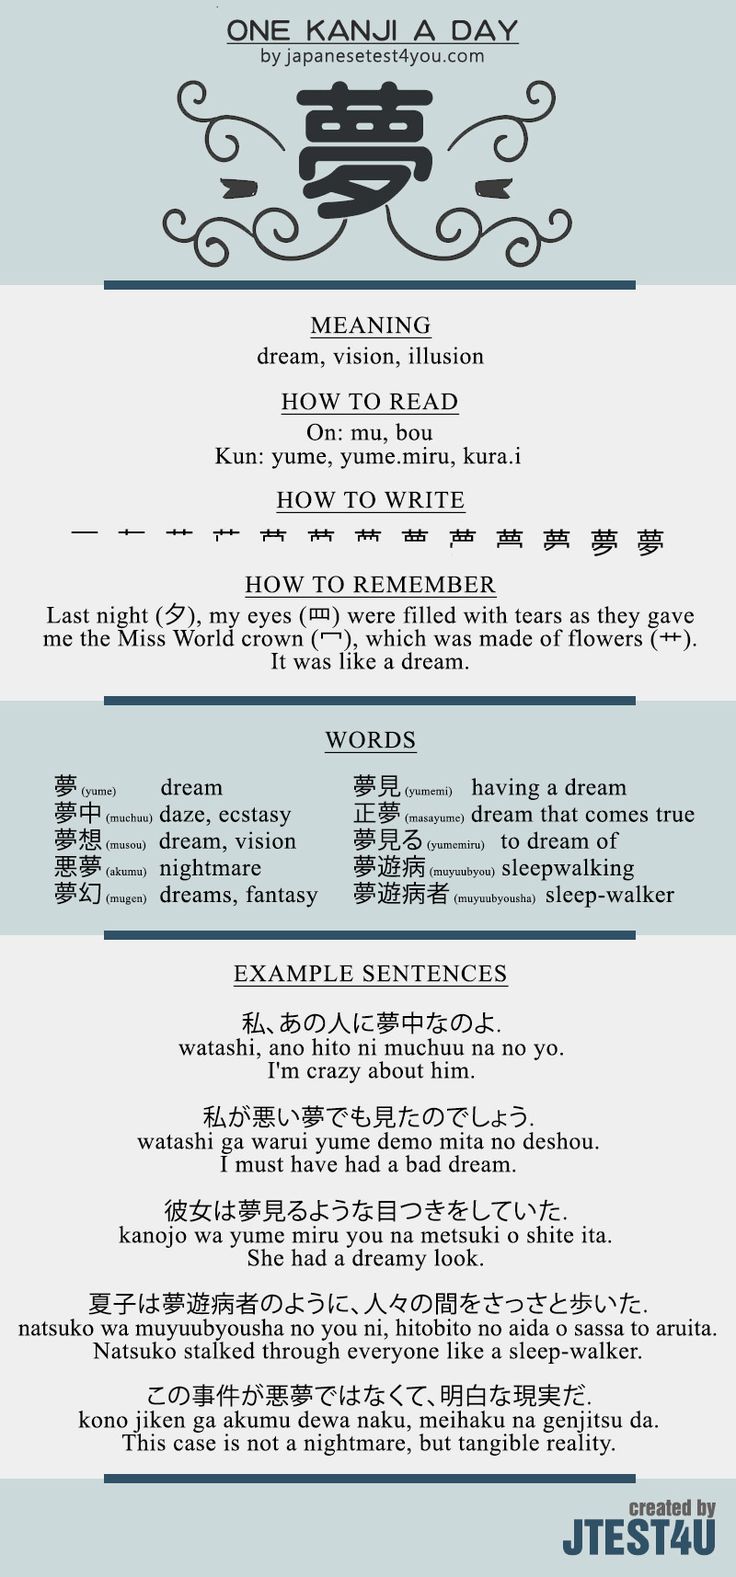 ONE KANJI A DAY
by japanesetest4you.com
夢
MEANING
dream, vision, illusion
HOW TO READ
On: mu, bou
Kun: yume, yume.miru, kura.i
HOW TO WRITE
夢
HOW TO REMEMBER
Last night (夕), my eyes (罒) were filled with tears as they gave
me the Miss World crown (冖), which was made of flowers (艹).
It was like a dream.
WORDS
夢 (yume) dream
夢中 (muchuu) daze, ecstasy
夢想 (musou) dream, vision
悪夢 (akumu) nightmare
夢幻 (mugen) dreams, fantasy
夢見 (yumemi) having a dream
正夢 (masayume) dream that comes true
夢見る (yumemiru) to dream of
夢遊病 (muyuubyou) sleepwalking
夢遊病者 (muyuubyousha) sleep-walker
EXAMPLE SENTENCES
私、あの人に夢中なのよ.
watashi, ano hito ni muchuu na no yo.
I'm crazy about him.
私が悪い夢でも見たのでしょう.
watashi ga warui yume demo mita no deshou.
I must have had a bad dream.
彼女は夢見るような目つきをしていた.
kanojo wa yume miru you na metsuki o shite ita.
She had a dreamy look.
夏子は夢遊病者のように、人々の間をさっさと歩いた.
natsuko wa muyuubyousha no you ni, hitobito no aida o sassa to aruita.
Natsuko stalked through everyone like a sleep-walker.
この事件が悪夢ではなくて、明白な現実だ.
kono jiken ga akumu dewa naku, meihaku na genjitsu da.
This case is not a nightmare, but tangible reality.
created by
JTEST4U